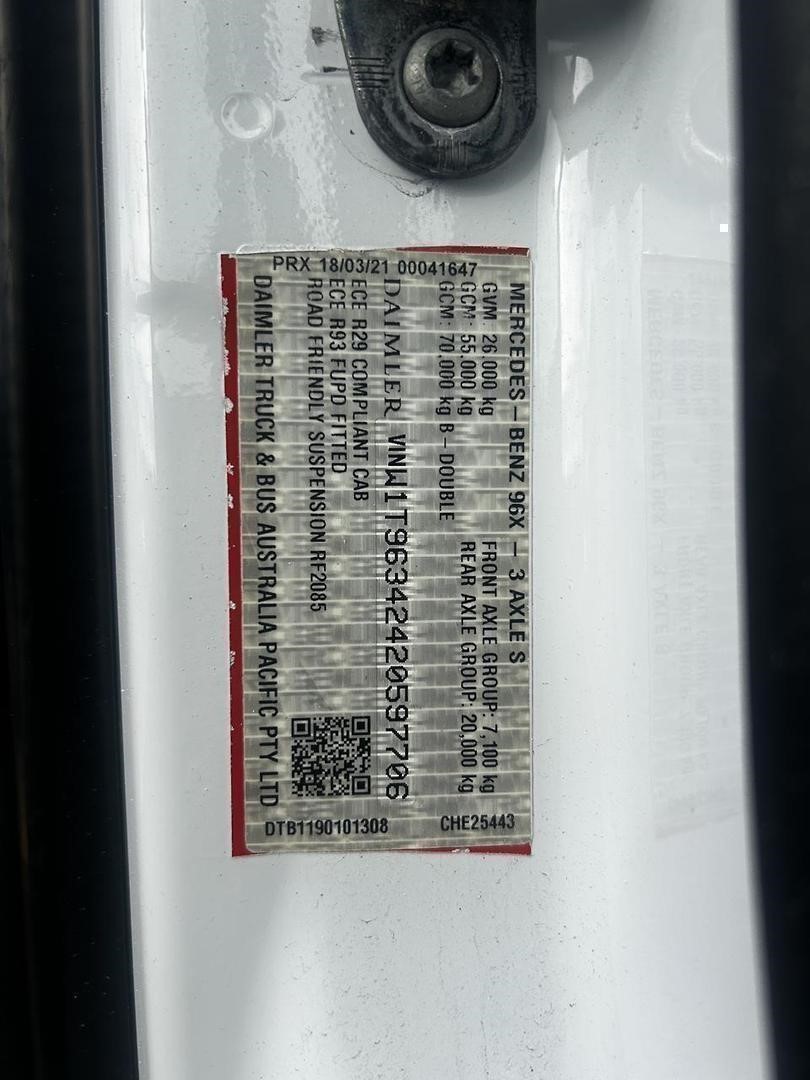 PRX 18/03/21 00041647
MERCEDES – BENZ 96X – 3 AXLE S
GVM: 26,000 kg FRONT AXLE GROUP: 7,100 kg
GCM: 55,000 kg REAR AXLE GROUP: 20,000 kg
GCM: 70,000 kg B – DOUBLE
DAIMLER VINW1T96342420597706
ECE R29 COMPLIANT CAB
ECE R93 FUPD FITTED
ROAD FRIENDLY SUSPENSION RF2085
DAIMLER TRUCK & BUS AUSTRALIA PACIFIC PTY LTD
DTB1190101308 CHE25443